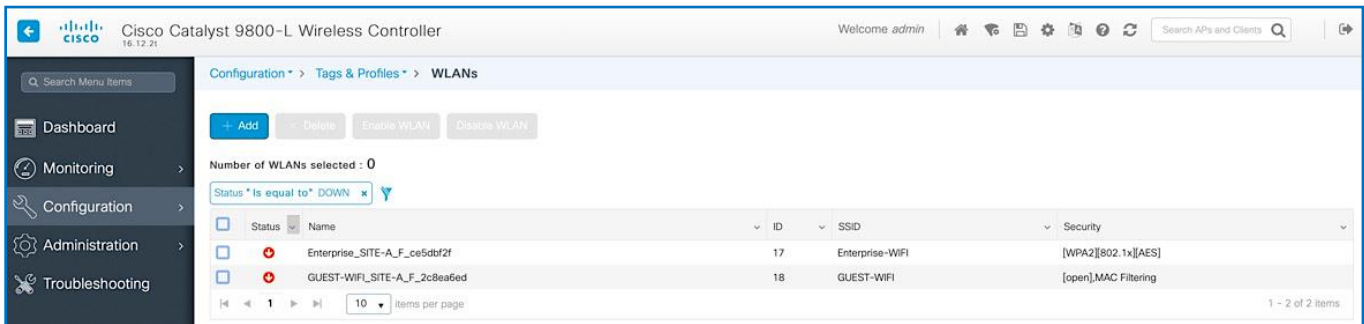 CISCO
Cisco Catalyst 9800-L Wireless Controller
16.12.2t
Welcome admin
Search APs and Clients
Search Menu Items
Dashboard
Monitoring
Configuration
Administration
Troubleshooting
Configuration > Tags & Profiles > WLANs
+ Add
× Delete
Enable WLAN
Disable WLAN
Number of WLANs selected : 0
Status "Is equal to" DOWN ×
Status Name ID SSID Security
Enterprise_SITE-A_F_ce5dbf2f 17 Enterprise-WIFI [WPA2][802.1x][AES]
GUEST-WIFI_SITE-A_F_2c8ea6ed 18 GUEST-WIFI [open],MAC Filtering
1 10 items per page 1 - 2 of 2 items